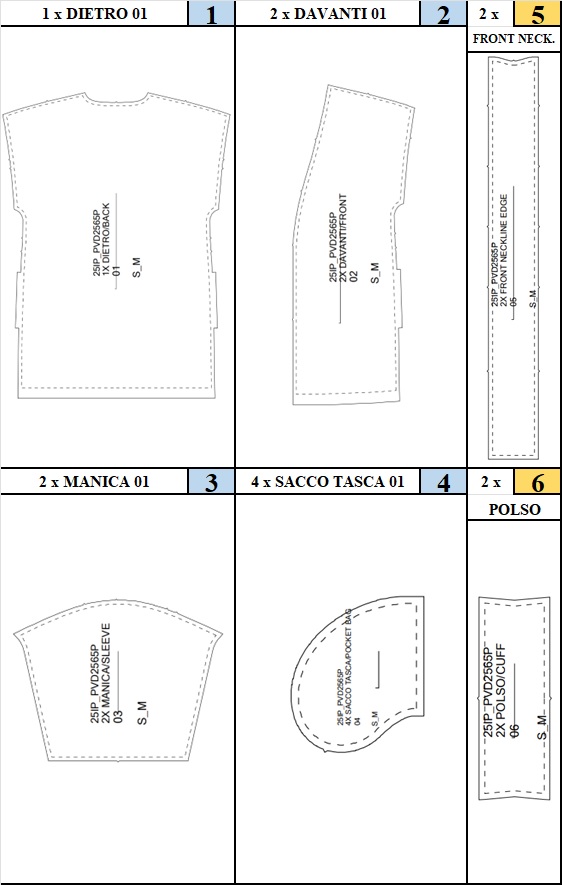 1 x DIETRO 01
1
2 x DAVANTI 01
2
2 x
5
FRONT NECK.
25IP_PVD2565P
1X DIETRO/BACK
01
S_M
25IP_PVD2565P
2X DAVANTI/FRONT
02
S_M
25IP_PVD2565P
2X FRONT NECKLINE EDGE
05
S_M
2 x MANICA 01
3
4 x SACCO TASCA 01
4
2 x
6
POLSO
25IP_PVD2565P
2X MANICA/SLEEVE
03
S_M
25IP_PVD2565P
4X SACCO TASCA/POCKET BAG
04
S_M
25IP_PVD2565P
2X POLSO/CUFF
06
S_M